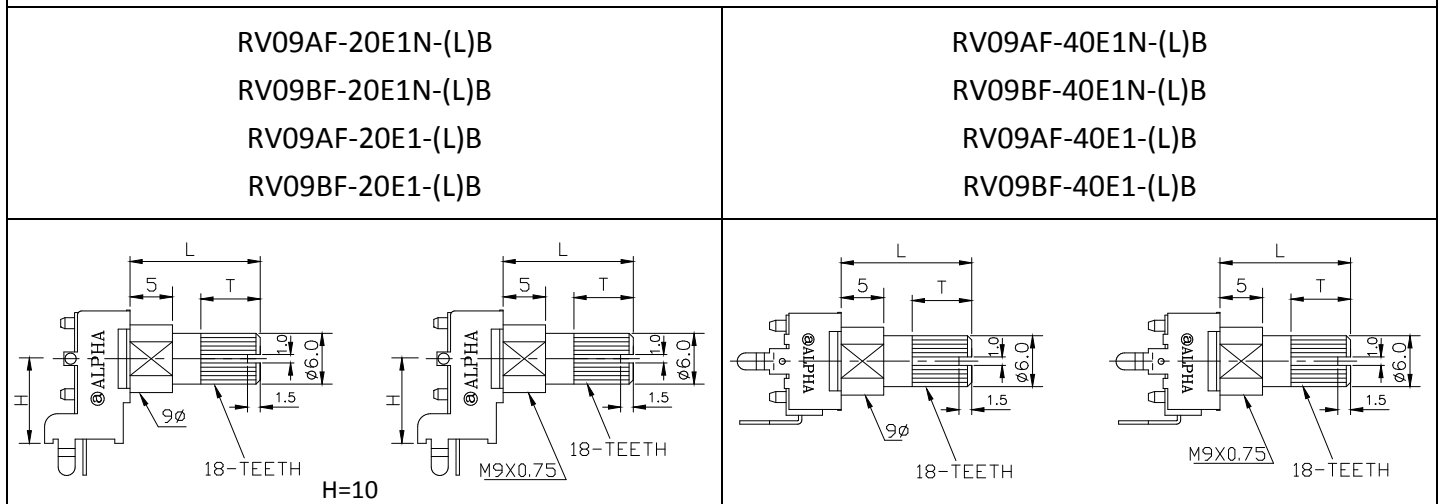 RV09AF-20E1N-(L)B
RV09BF-20E1N-(L)B
RV09AF-20E1-(L)B
RV09BF-20E1-(L)B
RV09AF-40E1N-(L)B
RV09BF-40E1N-(L)B
RV09AF-40E1-(L)B
RV09BF-40E1-(L)B
L
5
T
@ALPHA
1.0
ø6.0
H
1.5
9ø
18-TEETH
L
5
T
@ALPHA
1.0
ø6.0
H
1.5
M9X0.75
18-TEETH
H=10
L
5
T
@ALPHA
1.0
ø6.0
1.5
9ø
18-TEETH
L
5
T
@ALPHA
1.0
ø6.0
1.5
M9X0.75
18-TEETH